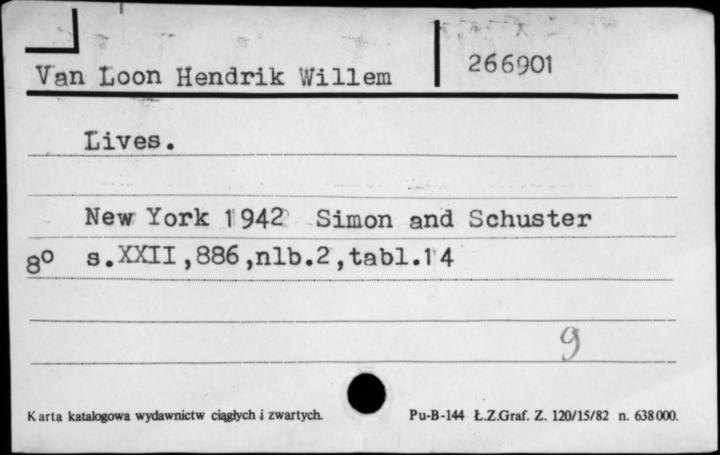 Van Loon Hendrik Willem 266901
Lives.
New York 1942 Simon and Schuster
8° s.XXII,886,nlb.2,tabl.14
9
Karta katalogowa wydawnictw ciągłych i zwartych. Pu-B-144 Ł.Z.Graf. Z. 120/15/82 n. 638000.